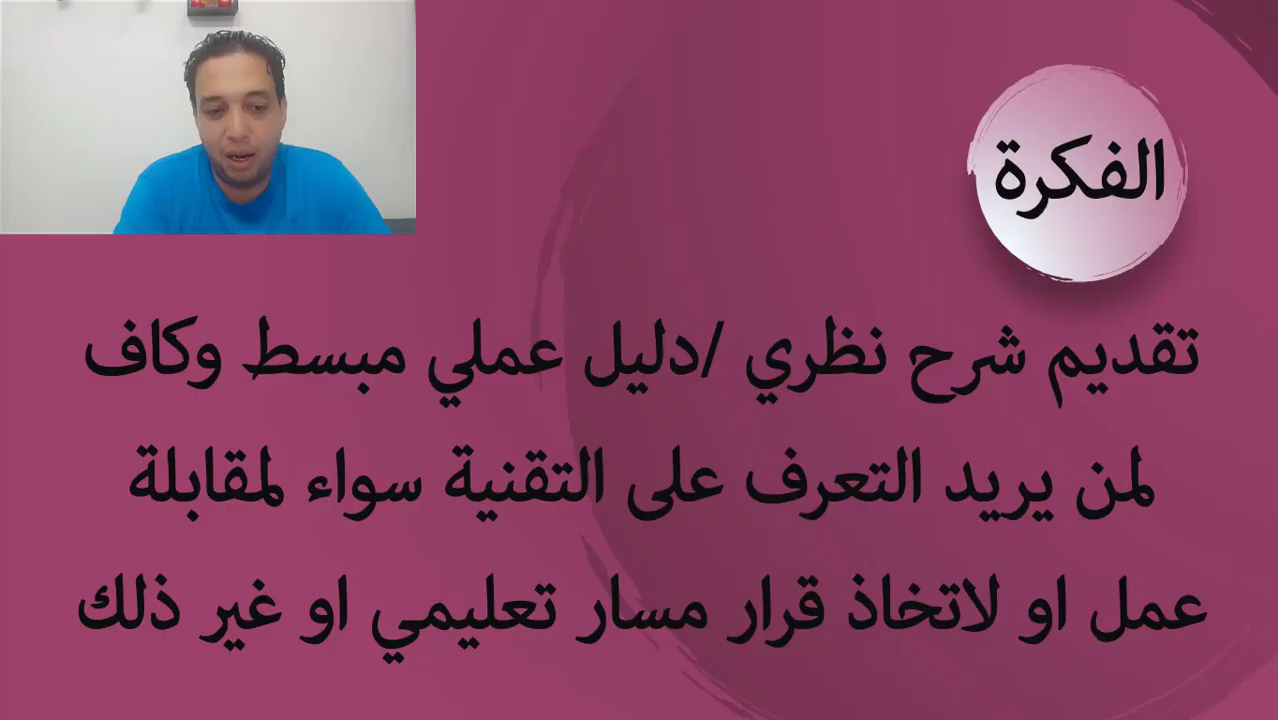 الفكرة
تقديم شرح نظري /دليل عملي مبسط وكاف
لمن يريد التعرف على التقنية سواء لمقابلة
عمل او لاتخاذ قرار مسار تعليمي او غير ذلك